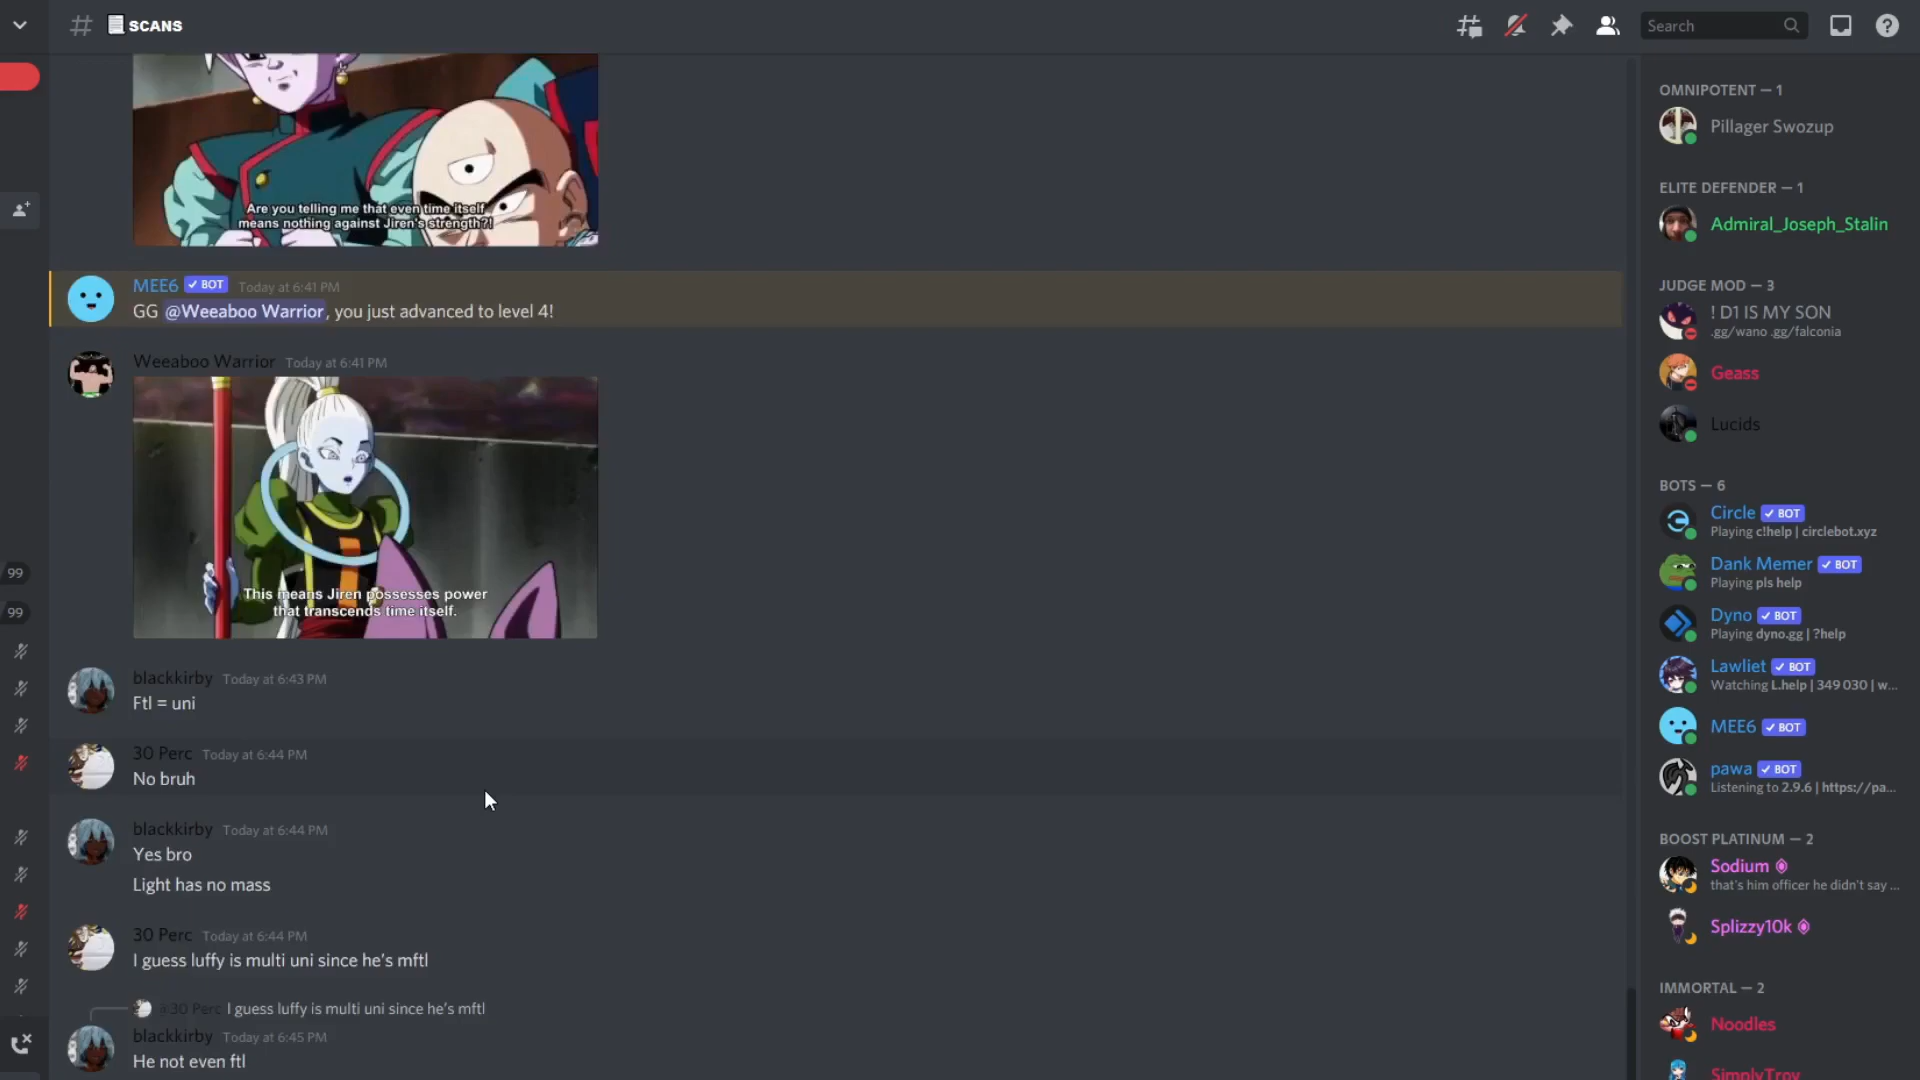 SCANS
Search
Are you telling me that even time itself
means nothing against Jiren's strength?!
MEE6 BOT Today at 6:41 PM
GG @Weeaboo Warrior, you just advanced to level 4!
Weeaboo Warrior Today at 6:41 PM
This means Jiren possesses power
that transcends time itself.
blackkirby Today at 6:43 PM
Ftl = uni
30 Perc Today at 6:44 PM
No bruh
blackkirby Today at 6:44 PM
Yes bro
Light has no mass
30 Perc Today at 6:44 PM
I guess luffy is multi uni since he's mftl
30 Perc I guess luffy is multi uni since he's mftl
blackkirby Today at 6:45 PM
He not even ftl
99
99
OMNIPOTENT — 1
Pillager Swozup
ELITE DEFENDER — 1
Admiral_Joseph_Stalin
JUDGE MOD — 3
! D1 IS MY SON
.gg/wano .gg/falconia
Geass
Lucids
BOTS — 6
Circle BOT
Playing c!help | circlebot.xyz
Dank Memer BOT
Playing pls help
Dyno BOT
Playing dyno.gg | ?help
Lawliet BOT
Watching L.help | 349 030 | w...
MEE6 BOT
pawa BOT
Listening to 2.9.6 | https://pa...
BOOST PLATINUM — 2
Sodium
that's him officer he didn't say ...
Splizzy10k
IMMORTAL — 2
Noodles
SimplyTroy